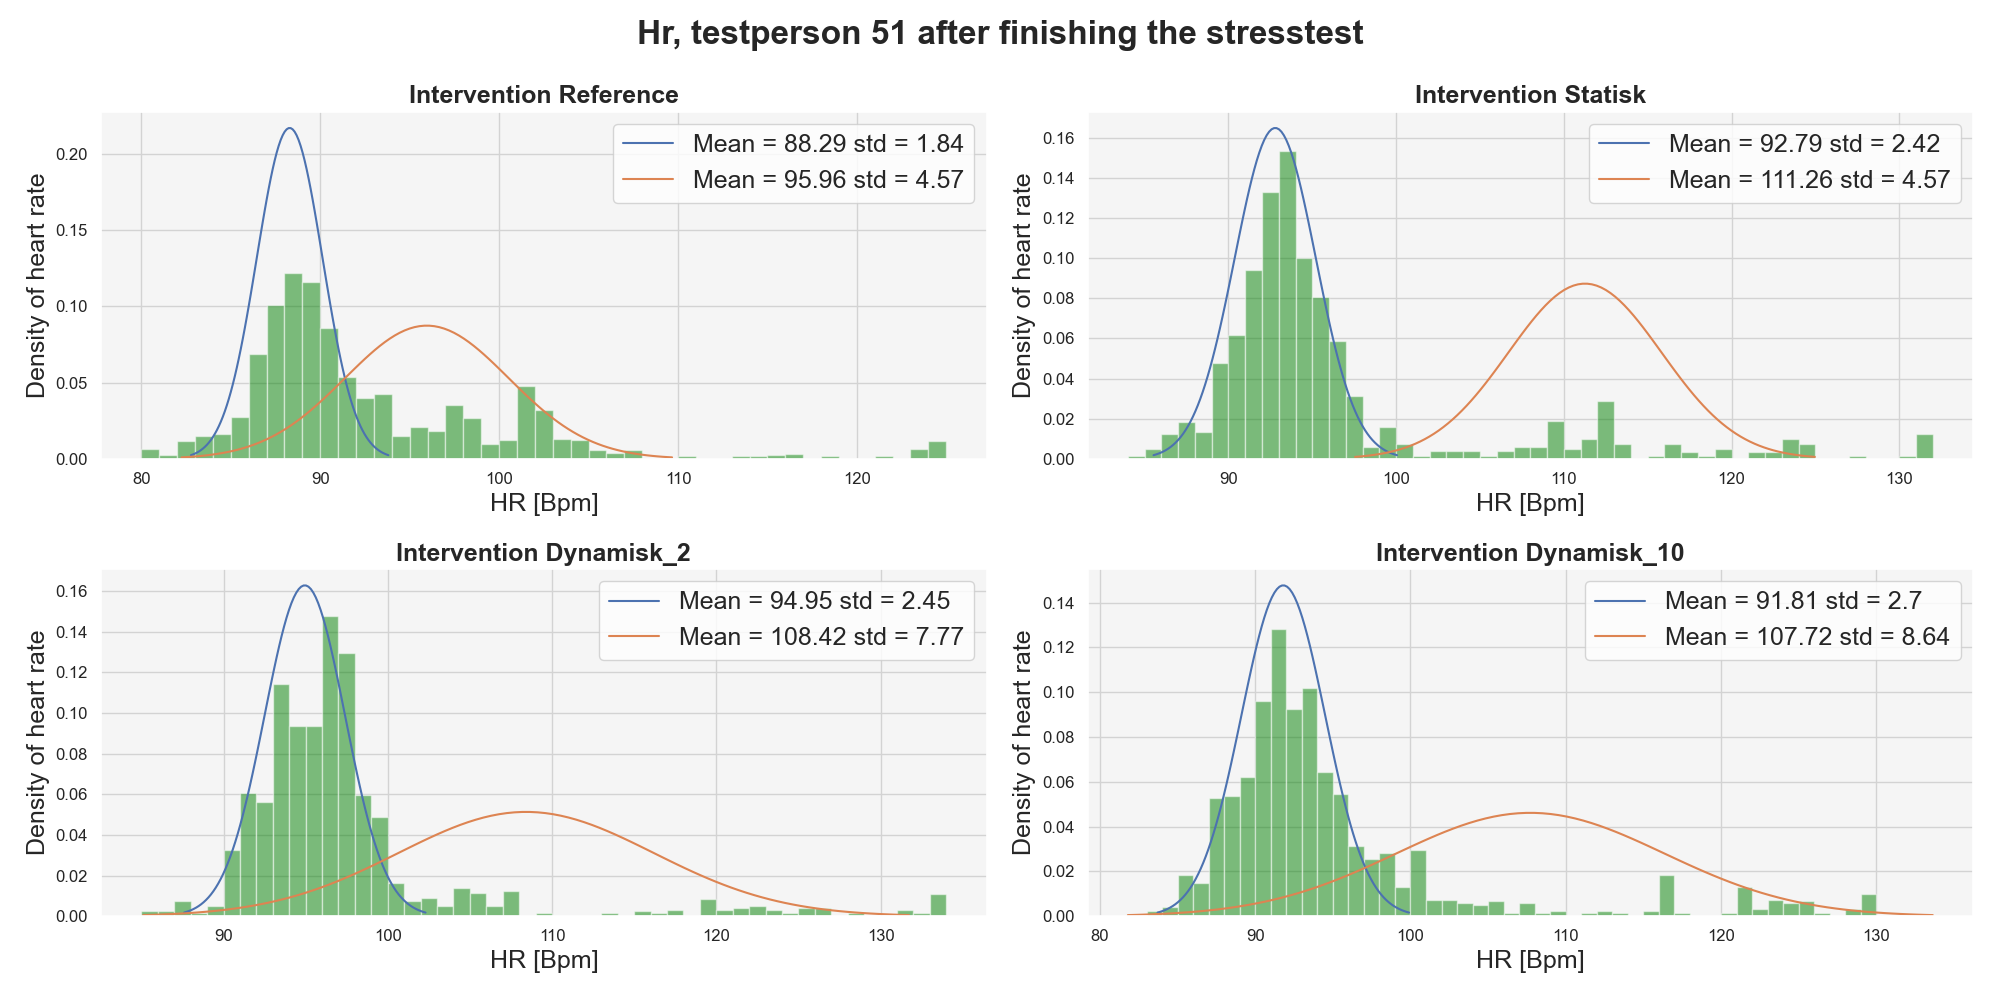 Hr, testperson 51 after finishing the stresstest
Intervention Reference
Mean = 88.29 std = 1.84
Mean = 95.96 std = 4.57
Density of heart rate
0.20
0.15
0.10
0.05
0.00
80 90 100 110 120
HR [Bpm]
Intervention Statisk
Mean = 92.79 std = 2.42
Mean = 111.26 std = 4.57
Density of heart rate
0.16
0.14
0.12
0.10
0.08
0.06
0.04
0.02
0.00
90 100 110 120 130
HR [Bpm]
Intervention Dynamisk_2
Mean = 94.95 std = 2.45
Mean = 108.42 std = 7.77
Density of heart rate
0.16
0.14
0.12
0.10
0.08
0.06
0.04
0.02
0.00
90 100 110 120 130
HR [Bpm]
Intervention Dynamisk_10
Mean = 91.81 std = 2.7
Mean = 107.72 std = 8.64
Density of heart rate
0.14
0.12
0.10
0.08
0.06
0.04
0.02
0.00
80 90 100 110 120 130
HR [Bpm]